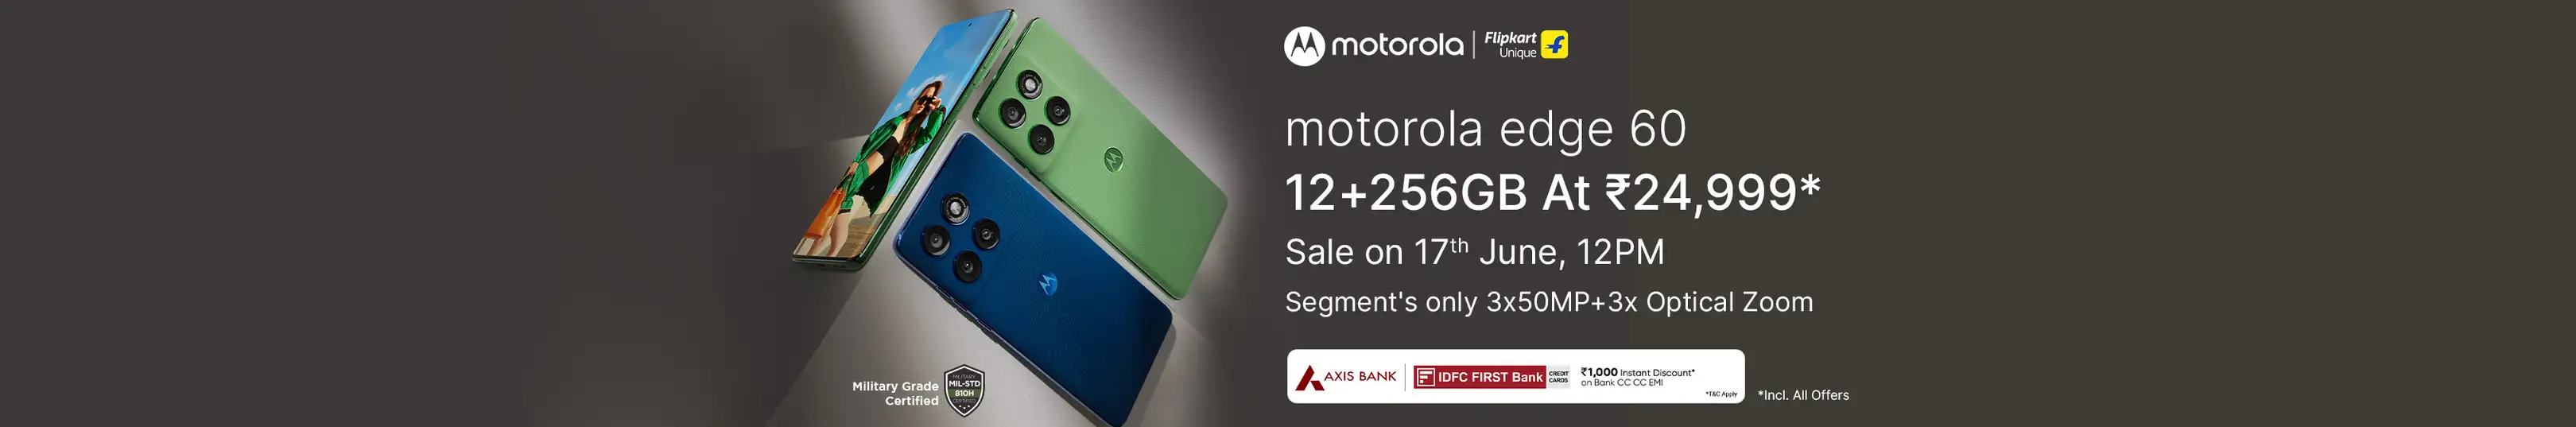 motorola | Flipkart Unique
motorola edge 60
12+256GB At ₹24,999*
Sale on 17th June, 12PM
Segment's only 3x50MP+3x Optical Zoom
AXIS BANK | IDFC FIRST Bank CREDIT CARDS
₹1,000 Instant Discount*
on Bank CC CC EMI
*T&C Apply
*Incl. All Offers
Military Grade
Certified
MILITARY
MIL-STD
810H
CERTIFIED